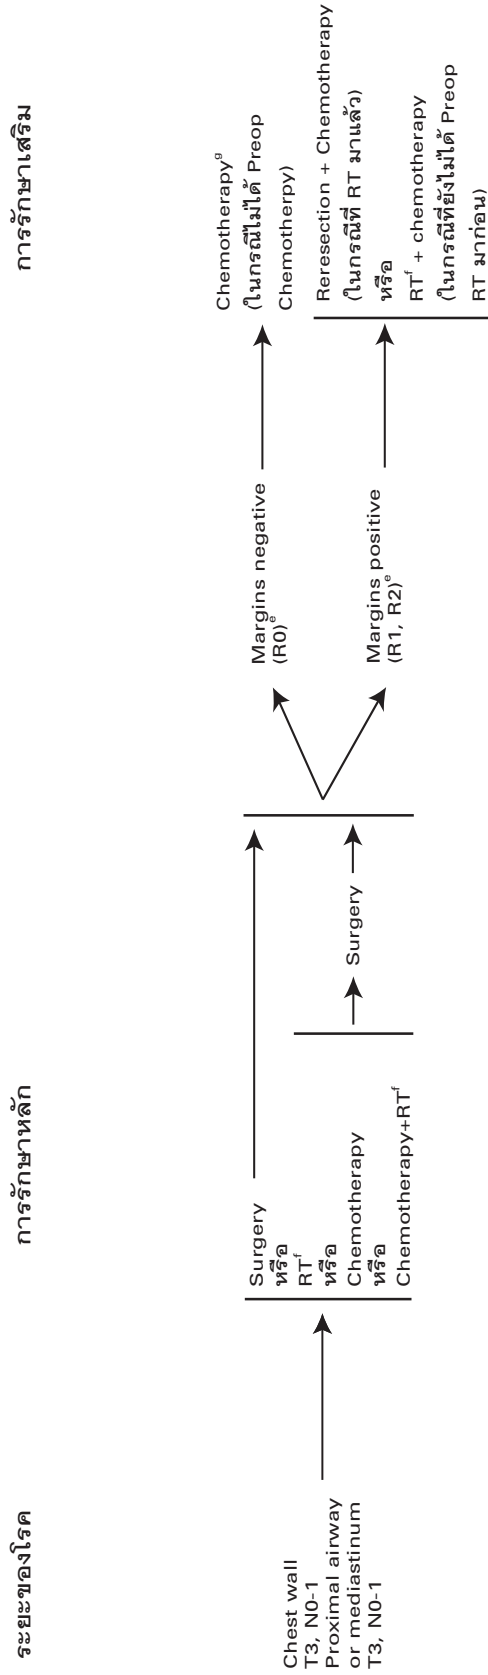 ระยะของโรค
การรักษาหลัก
การรักษาเสริม
Chest wall
T3, N0-1
Proximal airway
or mediastinum
T3, N0-1
Surgery
หรือ
RTᶠ
หรือ
Chemotherapy
หรือ
Chemotherapy+RTᶠ
Surgery
Margins negative
(R0)ᵉ
Margins positive
(R1, R2)ᵉ
Chemotherapyᵍ
(ในกรณีไม่ได้ Preop
Chemotherpy)
Reresection + Chemotherapy
(ในกรณีที่ RT มาแล้ว)
หรือ
RTᶠ + chemotherapy
(ในกรณีที่ยังไม่ได้ Preop
RT มาก่อน)